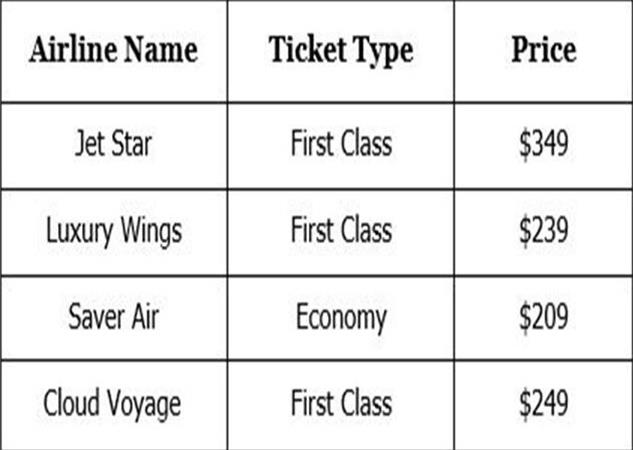 Airline Name Ticket Type Price
Jet Star First Class $349
Luxury Wings First Class $239
Saver Air Economy $209
Cloud Voyage First Class $249